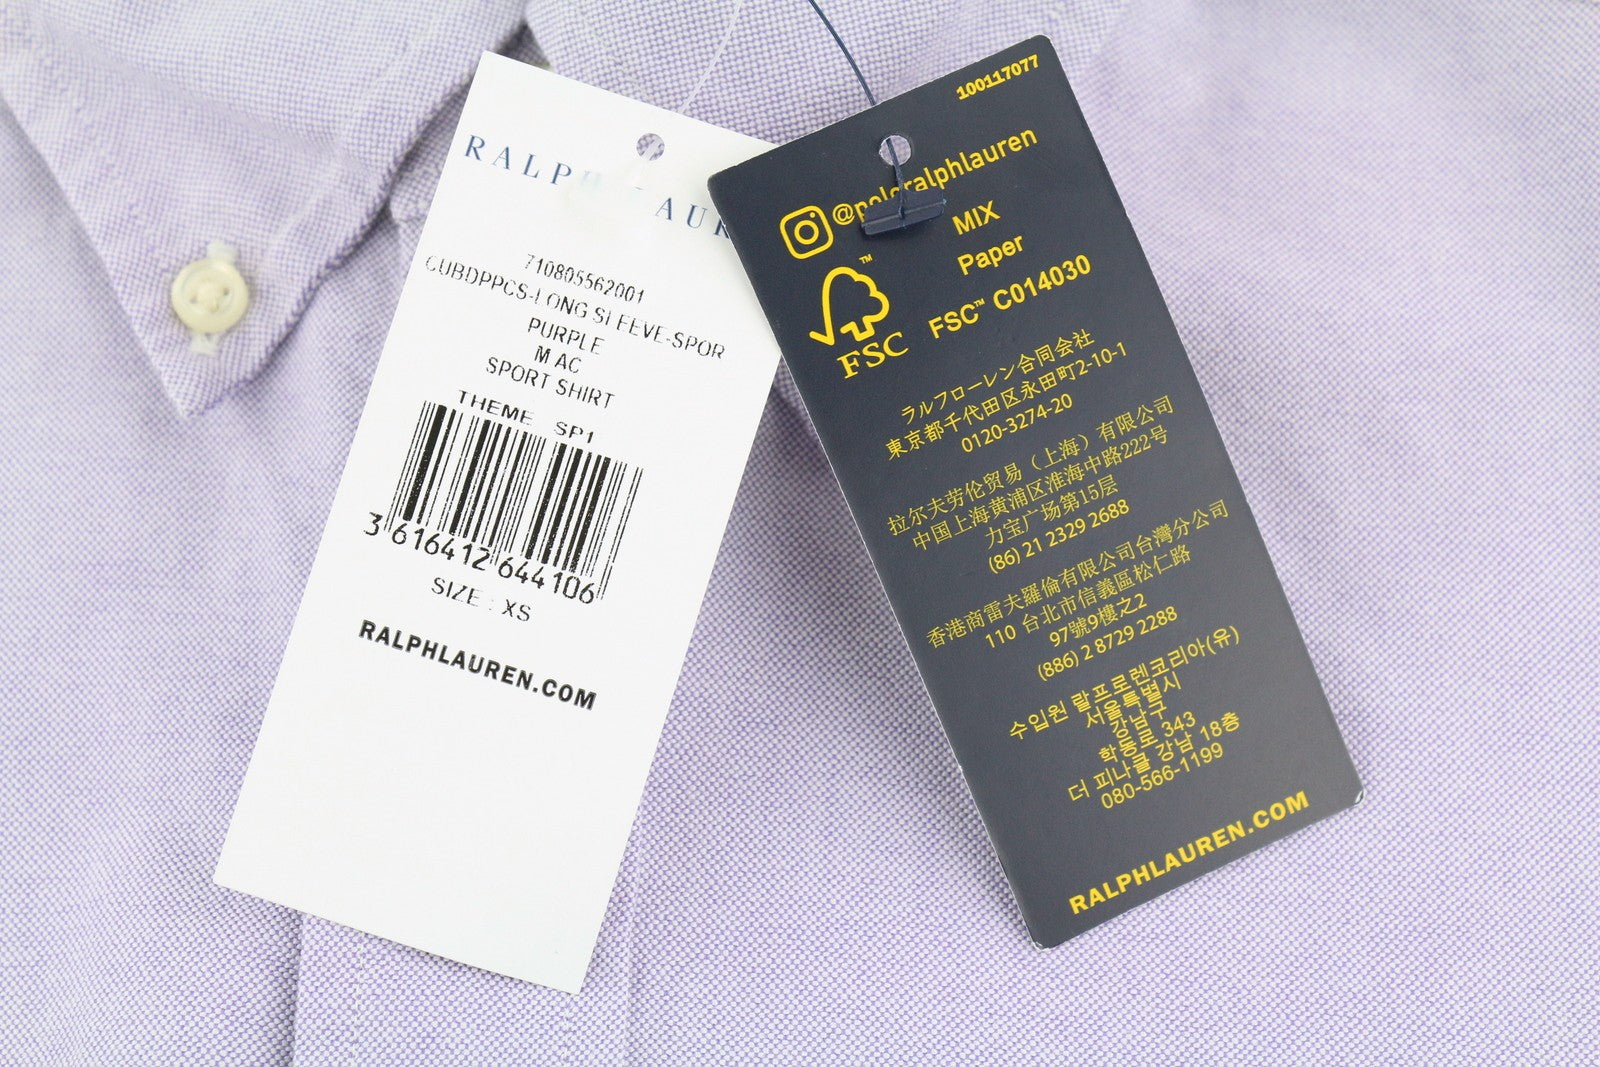 RALPH LAUR
710805562001
CUBDPPCS-LONG SLEEVE-SPOR
PURPLE
M AC
SPORT SHIRT
THEME SP1
3 616412 644106
SIZE : XS
RALPHLAUREN.COM
100117077
@poloralphlauren
MIX
Paper
FSC™ C014030
™
FSC
ラルフローレン合同会社
東京都千代田区永田町2-10-1
0120-3274-20
拉尔夫劳伦贸易（上海）有限公司
中国上海黄浦区淮海中路222号
力宝广场第15层
(86) 21 2329 2688
香港商雷夫羅倫有限公司台灣分公司
110 台北市信義區松仁路
97號9樓之2
(886) 2 8729 2288
수입원 랄프로렌코리아(유)
서울특별시
강남구
학동로 343
더 피나클 강남 18층
080-566-1199
RALPHLAUREN.COM